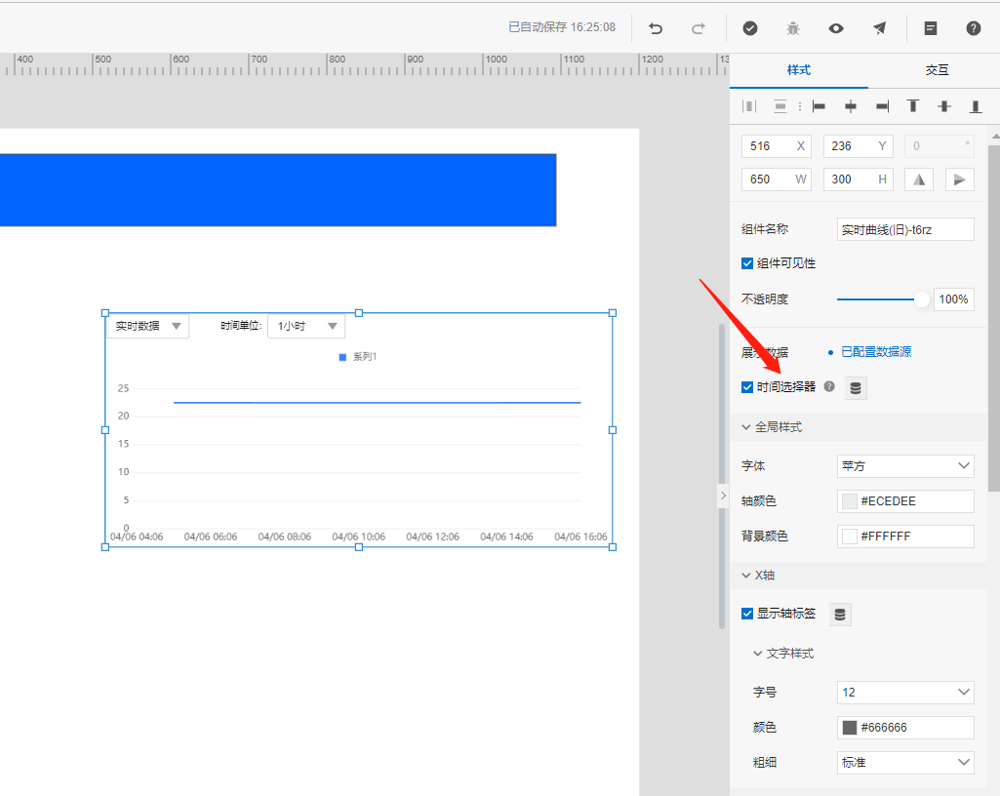 已自动保存 16:25:08
400 500 600 700 800 900 1000 1100 1200 13
样式 交互
516 X 236 Y 0 °
650 W 300 H
组件名称 实时曲线(旧)-t6rz
组件可见性
不透明度 100%
展示数据 已配置数据源
时间选择器
全局样式
字体 苹方
轴颜色 #ECEDEE
背景颜色 #FFFFFF
X轴
显示轴标签
文字样式
字号 12
颜色 #666666
粗细 标准
实时数据 时间单位: 1小时
系列1
25
20
15
10
5
0
04/06 04:06 04/06 06:06 04/06 08:06 04/06 10:06 04/06 12:06 04/06 14:06 04/06 16:06